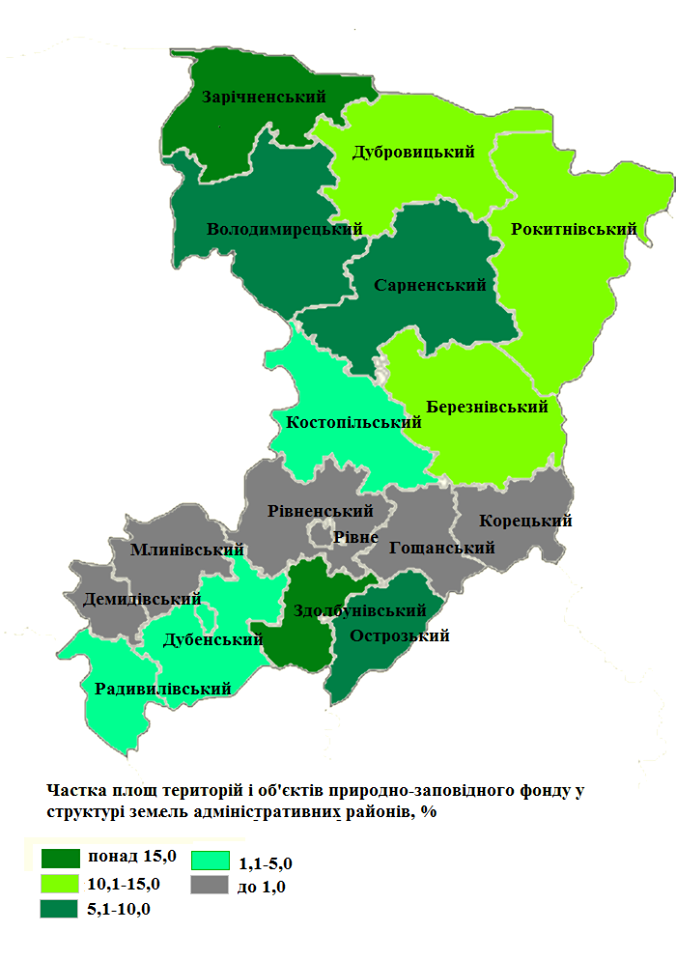 Зарічненський
Дубровицький
Володимирецький
Рокитнівський
Сарненський
Березнівський
Костопільський
Рівненський
Корецький
Рівне
Млинівський
Гощанський
Демидівський
Здолбунівський
Острозький
Дубенський
Радивилівський
Частка площ територій і об'єктів природно-заповідного фонду у
структурі земель адміністративних районів, %
понад 15,0
10,1-15,0
5,1-10,0
1,1-5,0
до 1,0